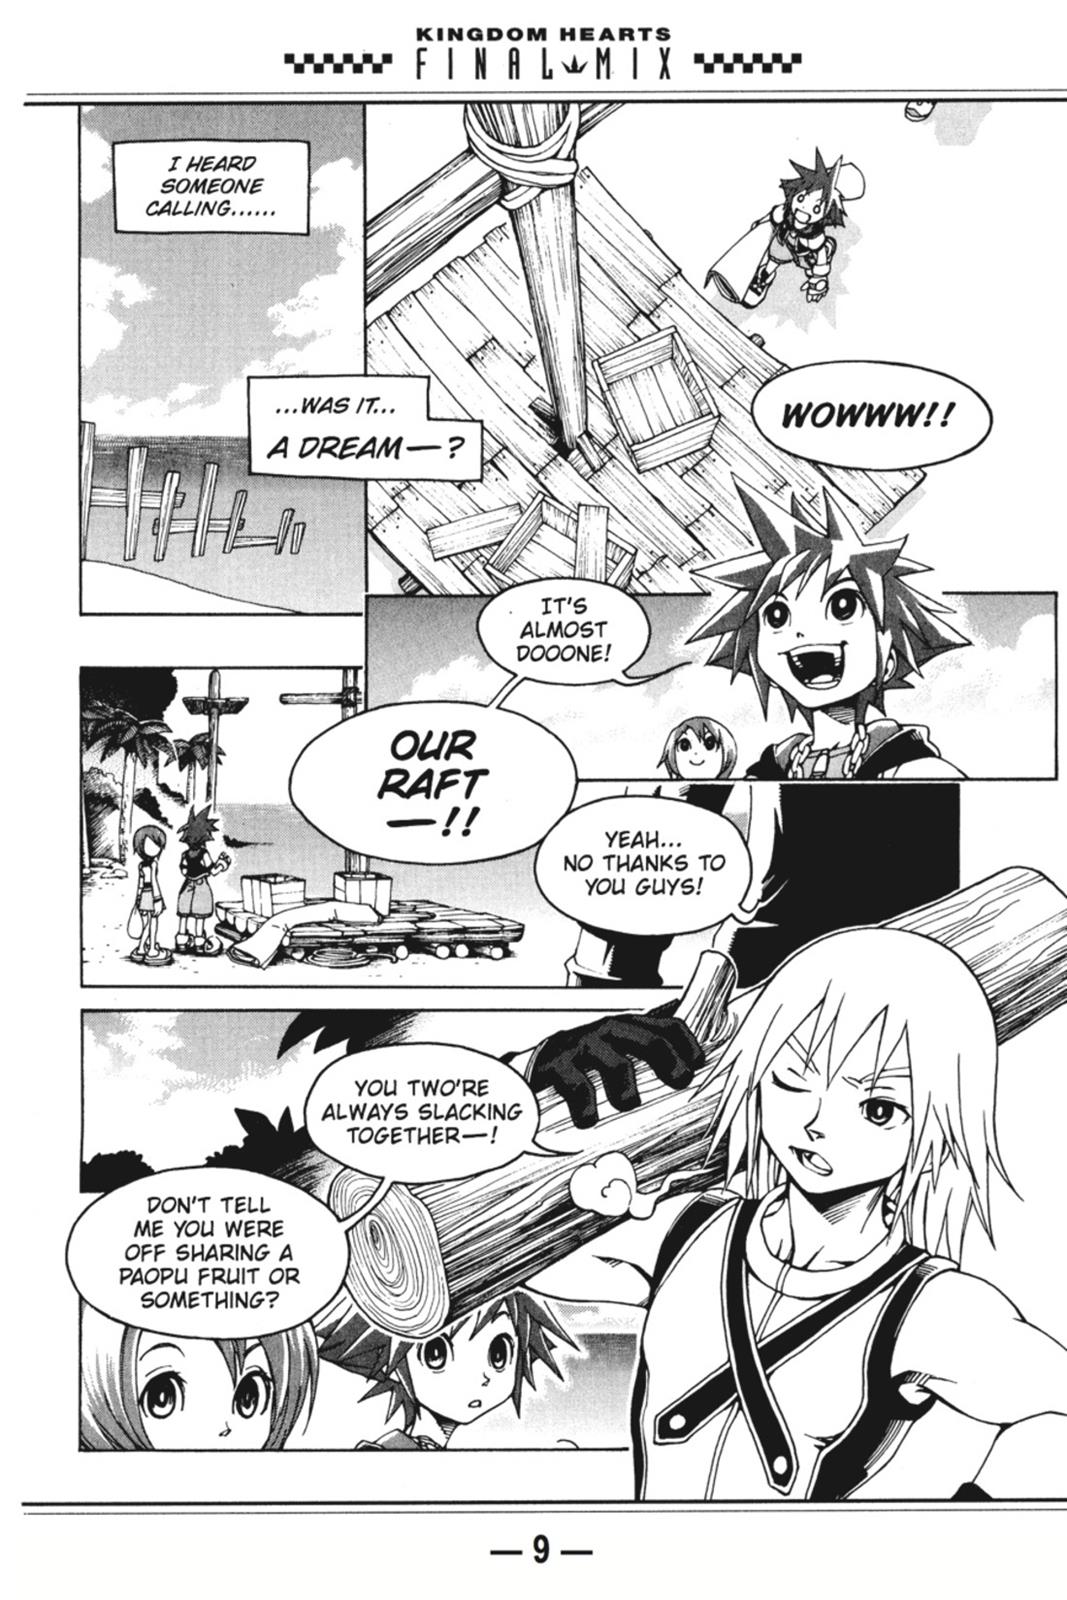 KINGDOM HEARTS
FINAL MIX
I HEARD
SOMEONE
CALLING......
...WAS IT...
A DREAM—?
WOWWW!!
IT'S
ALMOST
DOOONE!
OUR
RAFT
—!!
YEAH...
NO THANKS TO
YOU GUYS!
YOU TWO'RE
ALWAYS SLACKING
TOGETHER—!
DON'T TELL
ME YOU WERE
OFF SHARING A
PAOPU FRUIT OR
SOMETHING?
— 9 —